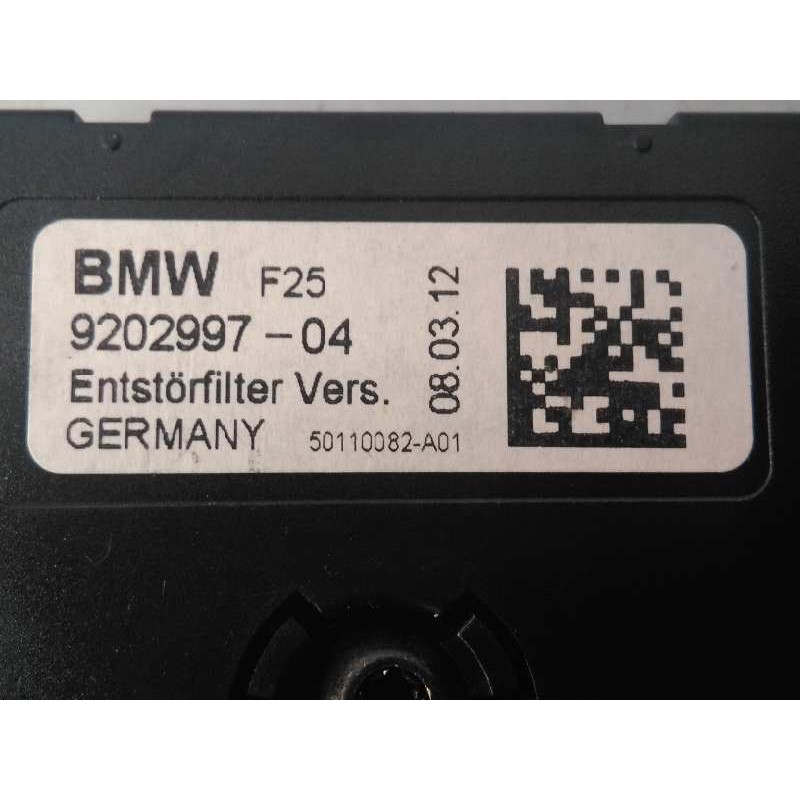 BMW F25
9202997-04
Entstörfilter Vers.
GERMANY 50110082-A01
08.03.12